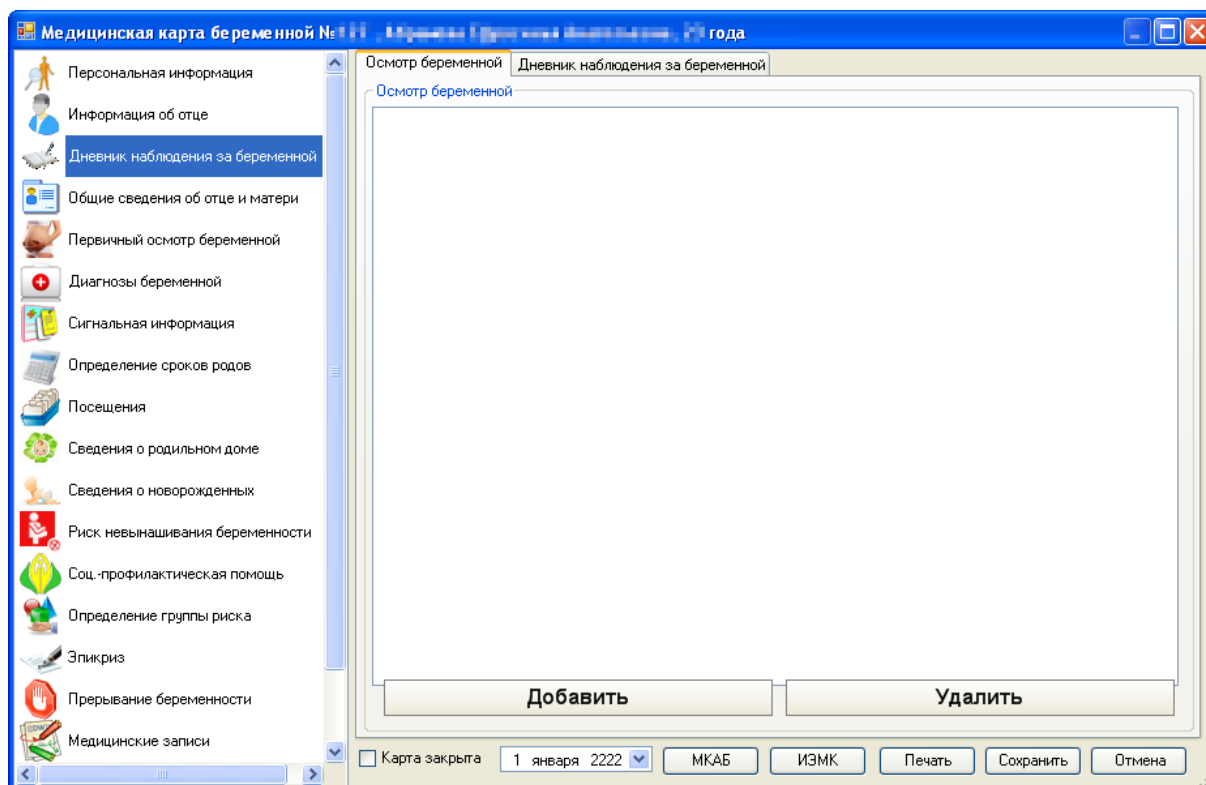 Медицинская карта беременной № года
Персональная информация
Информация об отце
Дневник наблюдения за беременной
Общие сведения об отце и матери
Первичный осмотр беременной
Диагнозы беременной
Сигнальная информация
Определение сроков родов
Посещения
Сведения о родильном доме
Сведения о новорожденных
Риск невынашивания беременности
Соц.-профилактическая помощь
Определение группы риска
Эпикриз
Прерывание беременности
Медицинские записи
Осмотр беременной Дневник наблюдения за беременной
Осмотр беременной
Добавить Удалить
Карта закрыта 1 января 2222 МКАБ ИЭМК Печать Сохранить Отмена